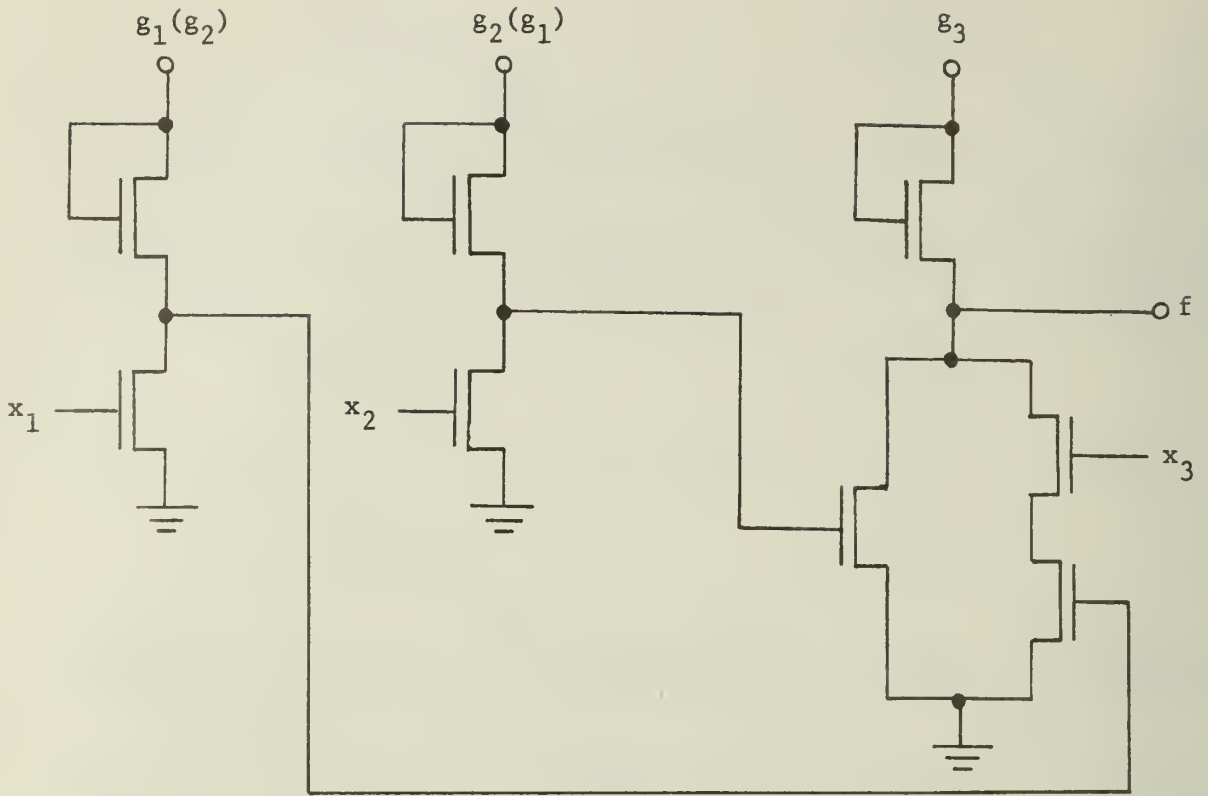 g₁(g₂)
g₂(g₁)
g₃
f
x₁
x₂
x₃